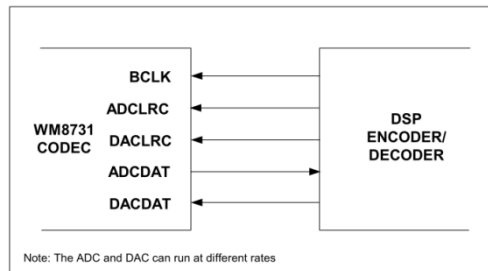 BCLK
ADCLRC
WM8731
CODEC
DACLRC
ADCDAT
DACDAT
DSP
ENCODER/
DECODER
Note: The ADC and DAC can run at different rates